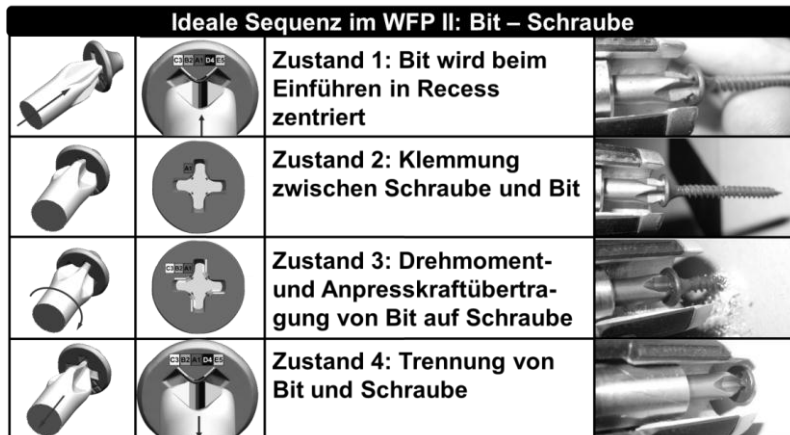 Ideale Sequenz im WFP II: Bit – Schraube
C3 B2 A1 D4 E5
Zustand 1: Bit wird beim
Einführen in Recess
zentriert
A1
Zustand 2: Klemmung
zwischen Schraube und Bit
C3 B2 A1
Zustand 3: Drehmoment-
und Anpresskraftübertra-
gung von Bit auf Schraube
C3 B2 A1 D4 E5
Zustand 4: Trennung von
Bit und Schraube